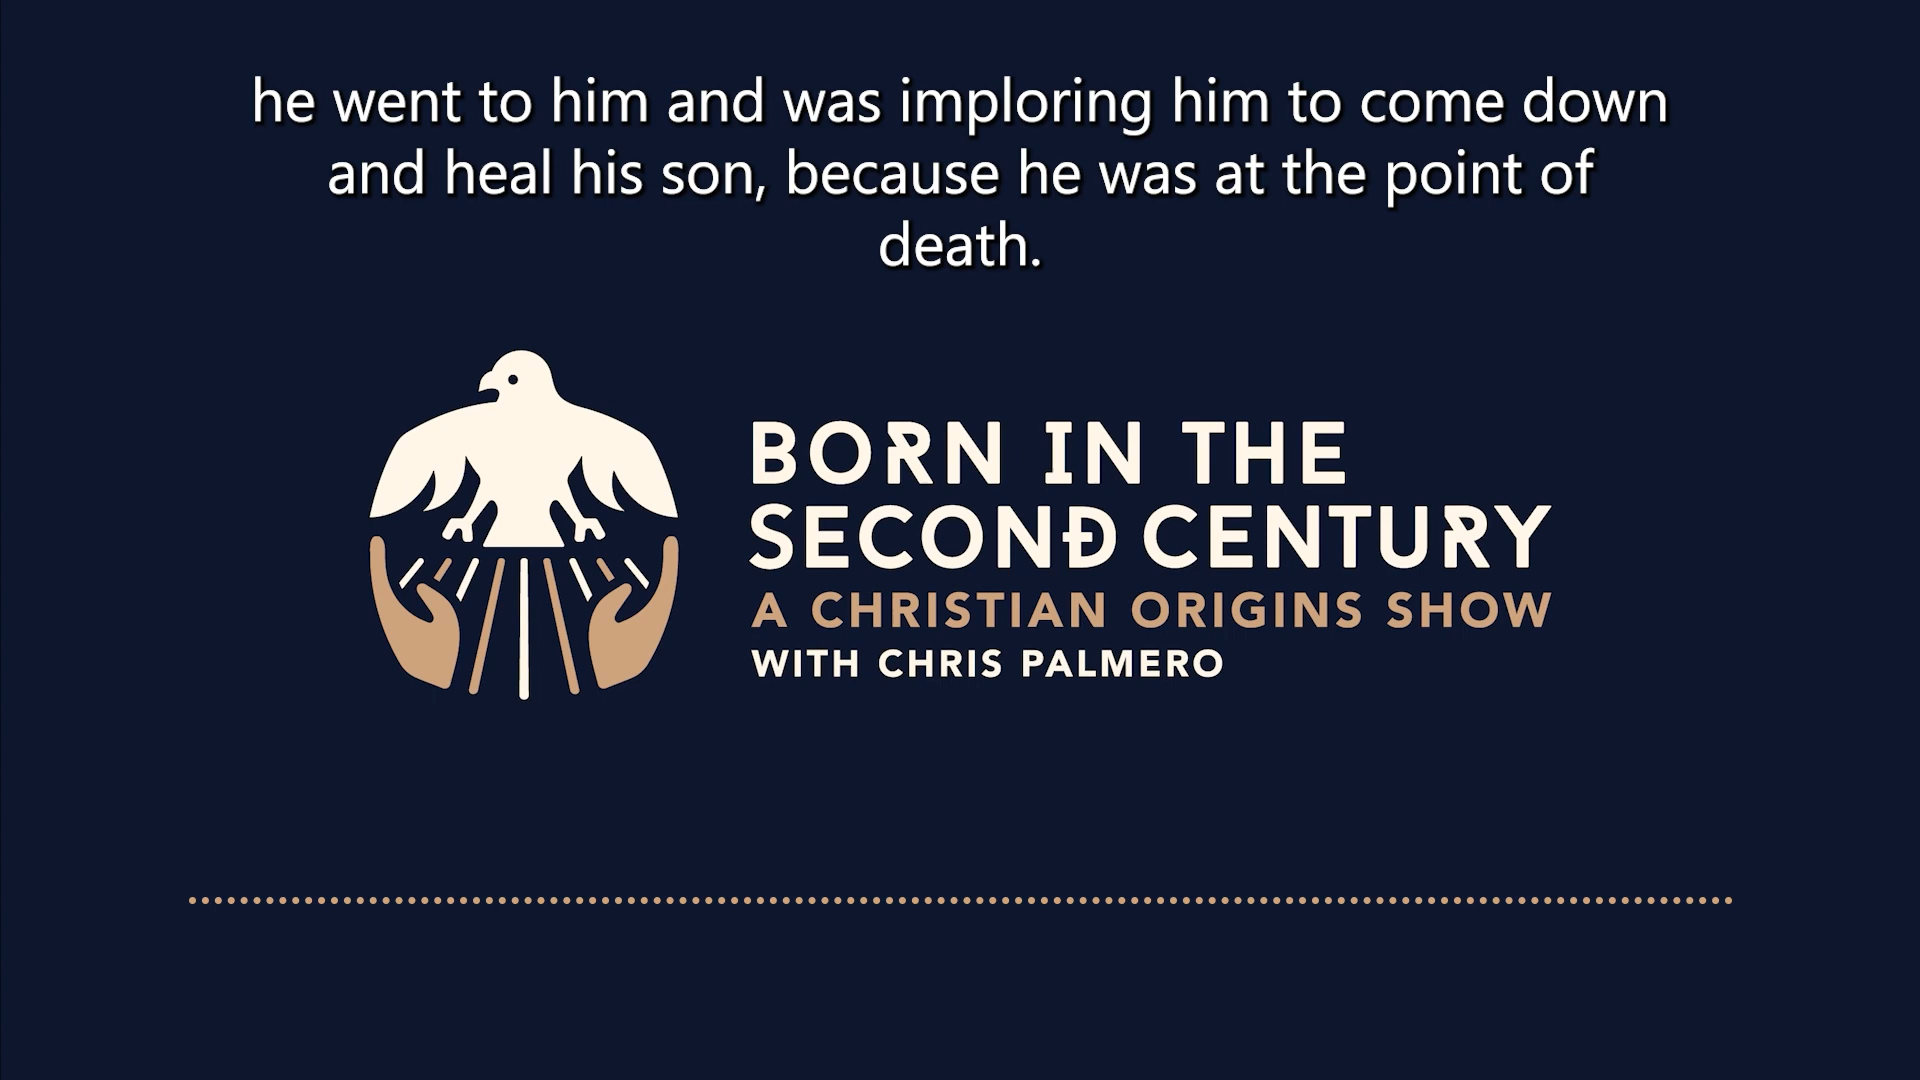 he went to him and was imploring him to come down
and heal his son, because he was at the point of
death.
BORN IN THE
SECOND CENTURY
A CHRISTIAN ORIGINS SHOW
WITH CHRIS PALMERO